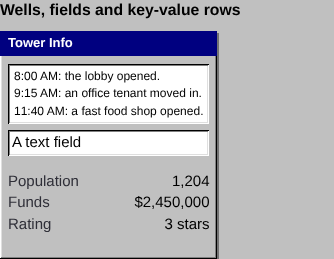 Wells, fields and key-value rows
Tower Info
8:00 AM: the lobby opened.
9:15 AM: an office tenant moved in.
11:40 AM: a fast food shop opened.
A text field
Population 1,204
Funds $2,450,000
Rating 3 stars